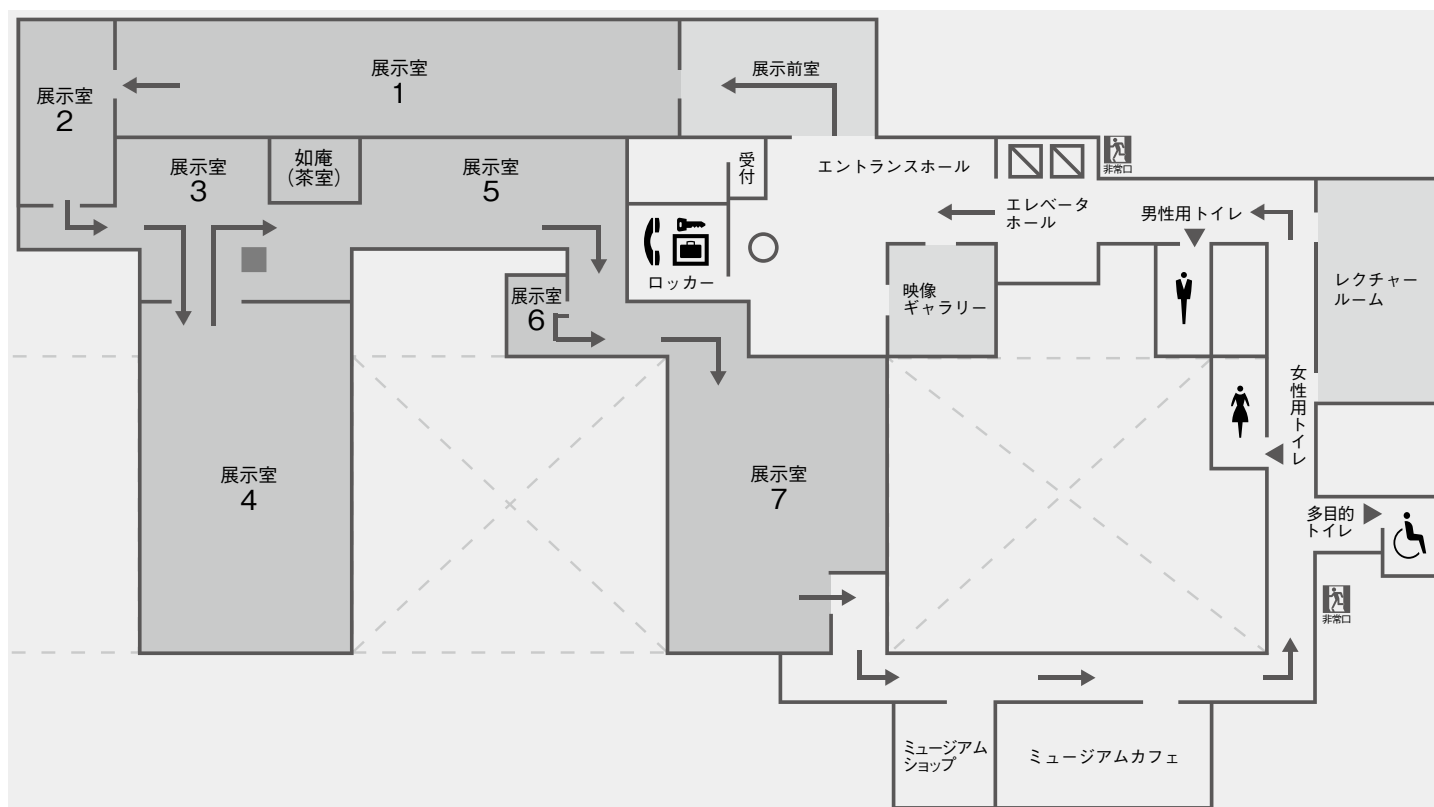 展示室
1
展示前室
展示室
2
展示室
3
如庵
(茶室)
展示室
5
受付
エントランスホール
非常口
エレベータ
ホール
男性用トイレ
ロッカー
展示室
6
映像
ギャラリー
レクチャー
ルーム
女性用トイレ
展示室
4
展示室
7
多目的
トイレ
非常口
ミュージアム
ショップ
ミュージアムカフェ